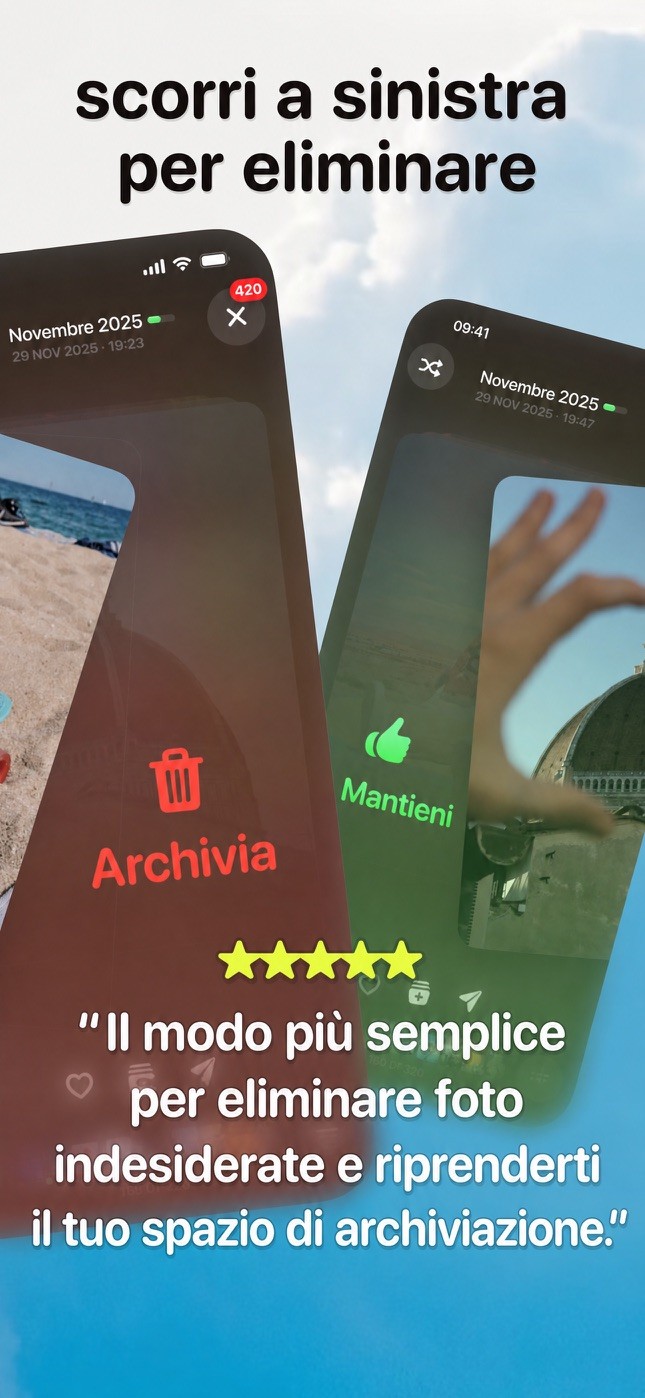 scorri a sinistra
per eliminare
420
Novembre 2025
29 NOV 2025 · 19:23
09:41
Novembre 2025
29 NOV 2025 · 19:47
Mantieni
Archivia
"Il modo più semplice
per eliminare foto
indesiderate e riprenderti
il tuo spazio di archiviazione."